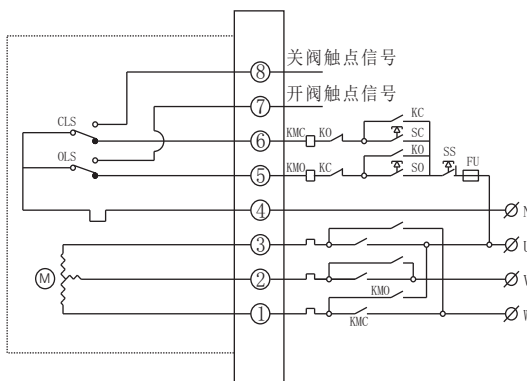 ⑧ 关阀触点信号
⑦ 开阀触点信号
CLS ⑥ KMC KO KC SC
OLS ⑤ KMO KC KO SO SS FU
④ N
③ U
M ② V
① KMO KMC W